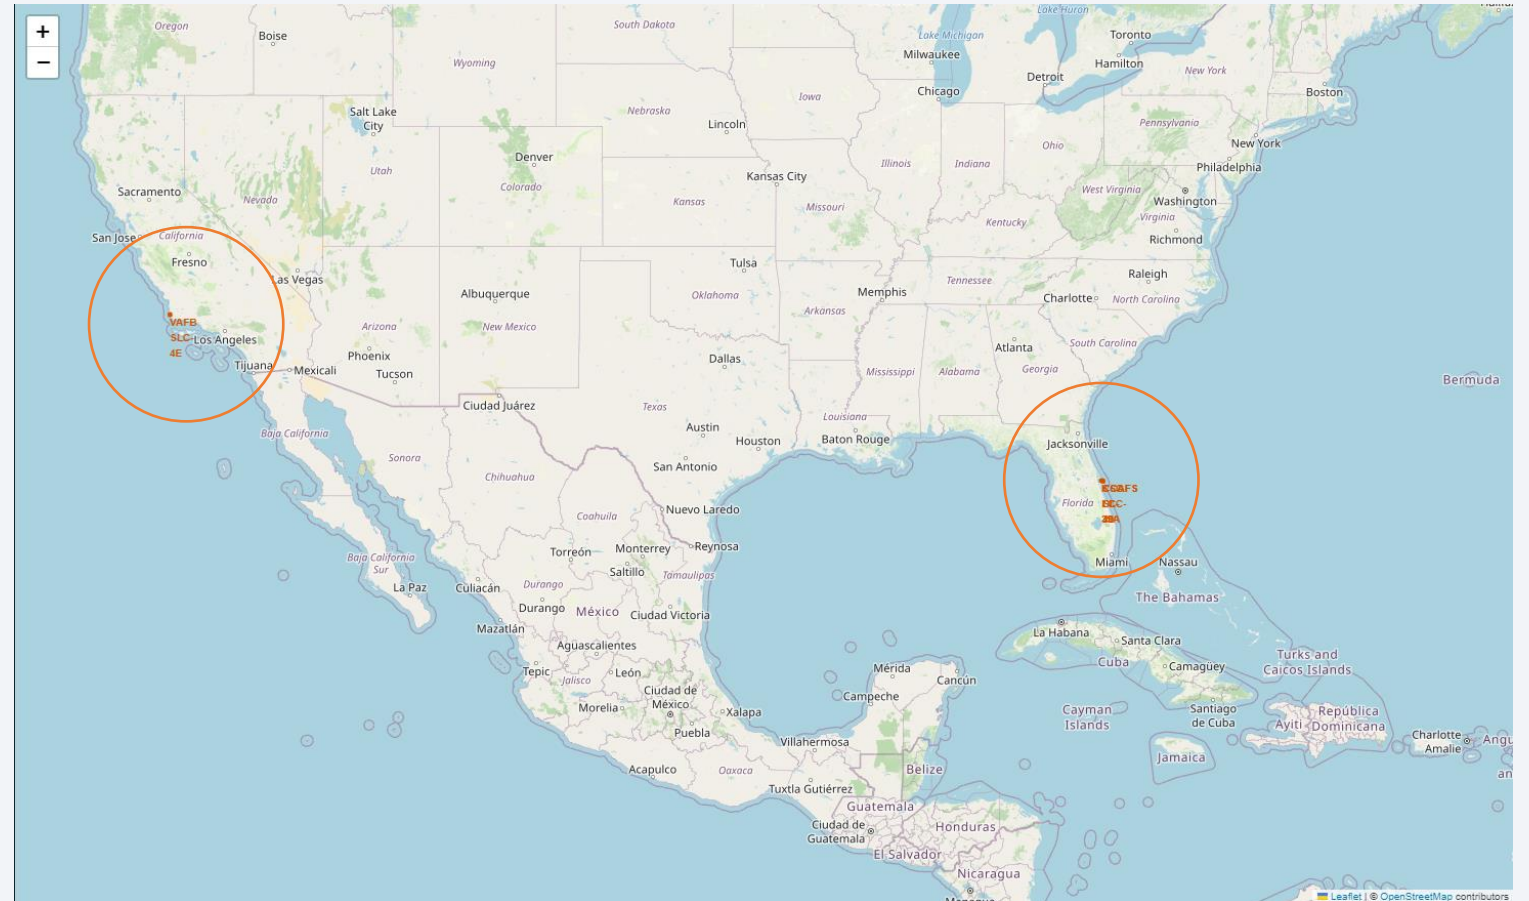 +
−
Oregon
Boise
South Dakota
Lake Huron
Lake Michigan
Toronto
Milwaukee
Hamilton
Wyoming
Detroit
New York
Chicago
Boston
Iowa
Salt Lake
City
Nebraska
Lincoln
Pennsylvania
Ohio
New York
Denver
Illinois
Indiana
Philadelphia
Utah
Kansas City
Sacramento
Colorado
West Virginia
Nevada
Kansas
Missouri
Washington
Virginia
Kentucky
San Jose
California
Richmond
Fresno
Tulsa
Las Vegas
Raleigh
Tennessee
Albuquerque
Oklahoma
Memphis
Charlotte
North Carolina
Arkansas
VAFB
SLC-
4E
Los Angeles
Arizona
New Mexico
South Carolina
Atlanta
Phoenix
Dallas
Tijuana
Mexicali
Tucson
Mississippi
Alabama
Georgia
Bermuda
Ciudad Juárez
Texas
Louisiana
Baja California
Austin
Houston
Baton Rouge
Jacksonville
Sonora
San Antonio
Chihuahua
Florida
Nuevo Laredo
Coahuila
Torreón
Monterrey
Reynosa
Baja California
Sur
Saltillo
Tamaulipas
Miami
Nassau
La Paz
Culiacán
Durango
The Bahamas
Durango
México
Ciudad Victoria
Mazatlán
La Habana
Santa Clara
Aguascalientes
Cuba
Turks and
Caicos Islands
Tepic
Jalisco
León
Mérida
Camagüey
Cancún
Ciudad de
México
Campeche
Morelia
Xalapa
Cayman
Islands
Santiago
de Cuba
República
Dominicana
Ayiti
Puebla
Villahermosa
Charlotte
Amalie
Jamaica
Acapulco
Oaxaca
Belize
Tuxtla Gutiérrez
Guatemala
Ciudad de
Guatemala
Honduras
El Salvador
Nicaragua
Leaflet | © OpenStreetMap contributors